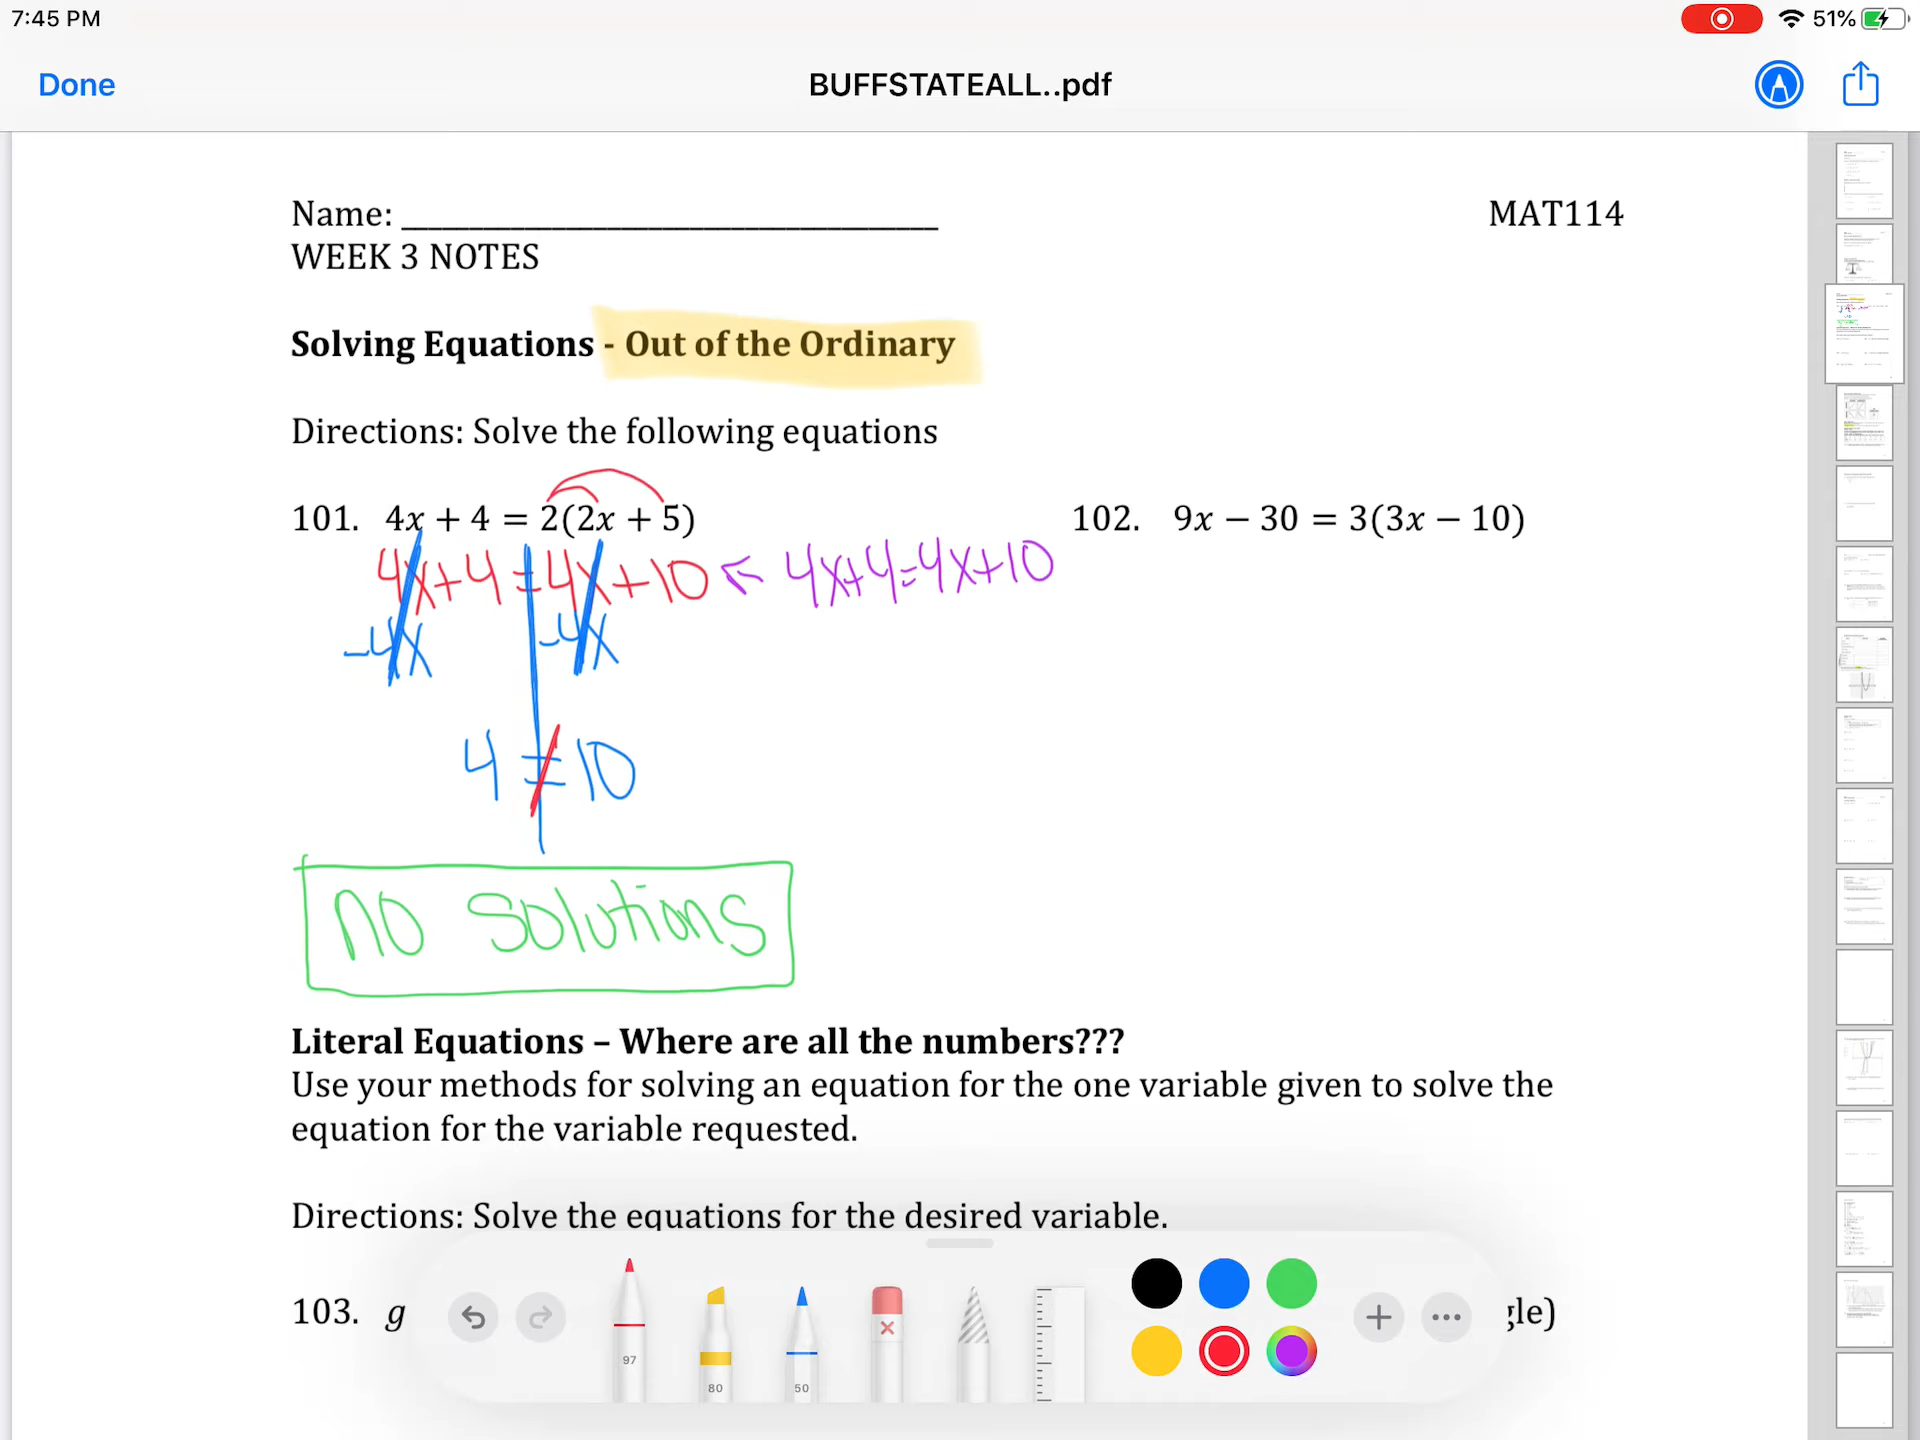 7:45 PM 51%
Done BUFFSTATEALL..pdf
Name: ______________________________ MAT114
WEEK 3 NOTES
Solving Equations - Out of the Ordinary
Directions: Solve the following equations
101. 4x + 4 = 2(2x + 5) 102. 9x − 30 = 3(3x − 10)
4x+4=4x+10 ← 4x+4=4x+10
-4x -4x
4 ≠ 10
no solutions
Literal Equations – Where are all the numbers???
Use your methods for solving an equation for the one variable given to solve the
equation for the variable requested.
Directions: Solve the equations for the desired variable.
103. g gle)
97 80 50